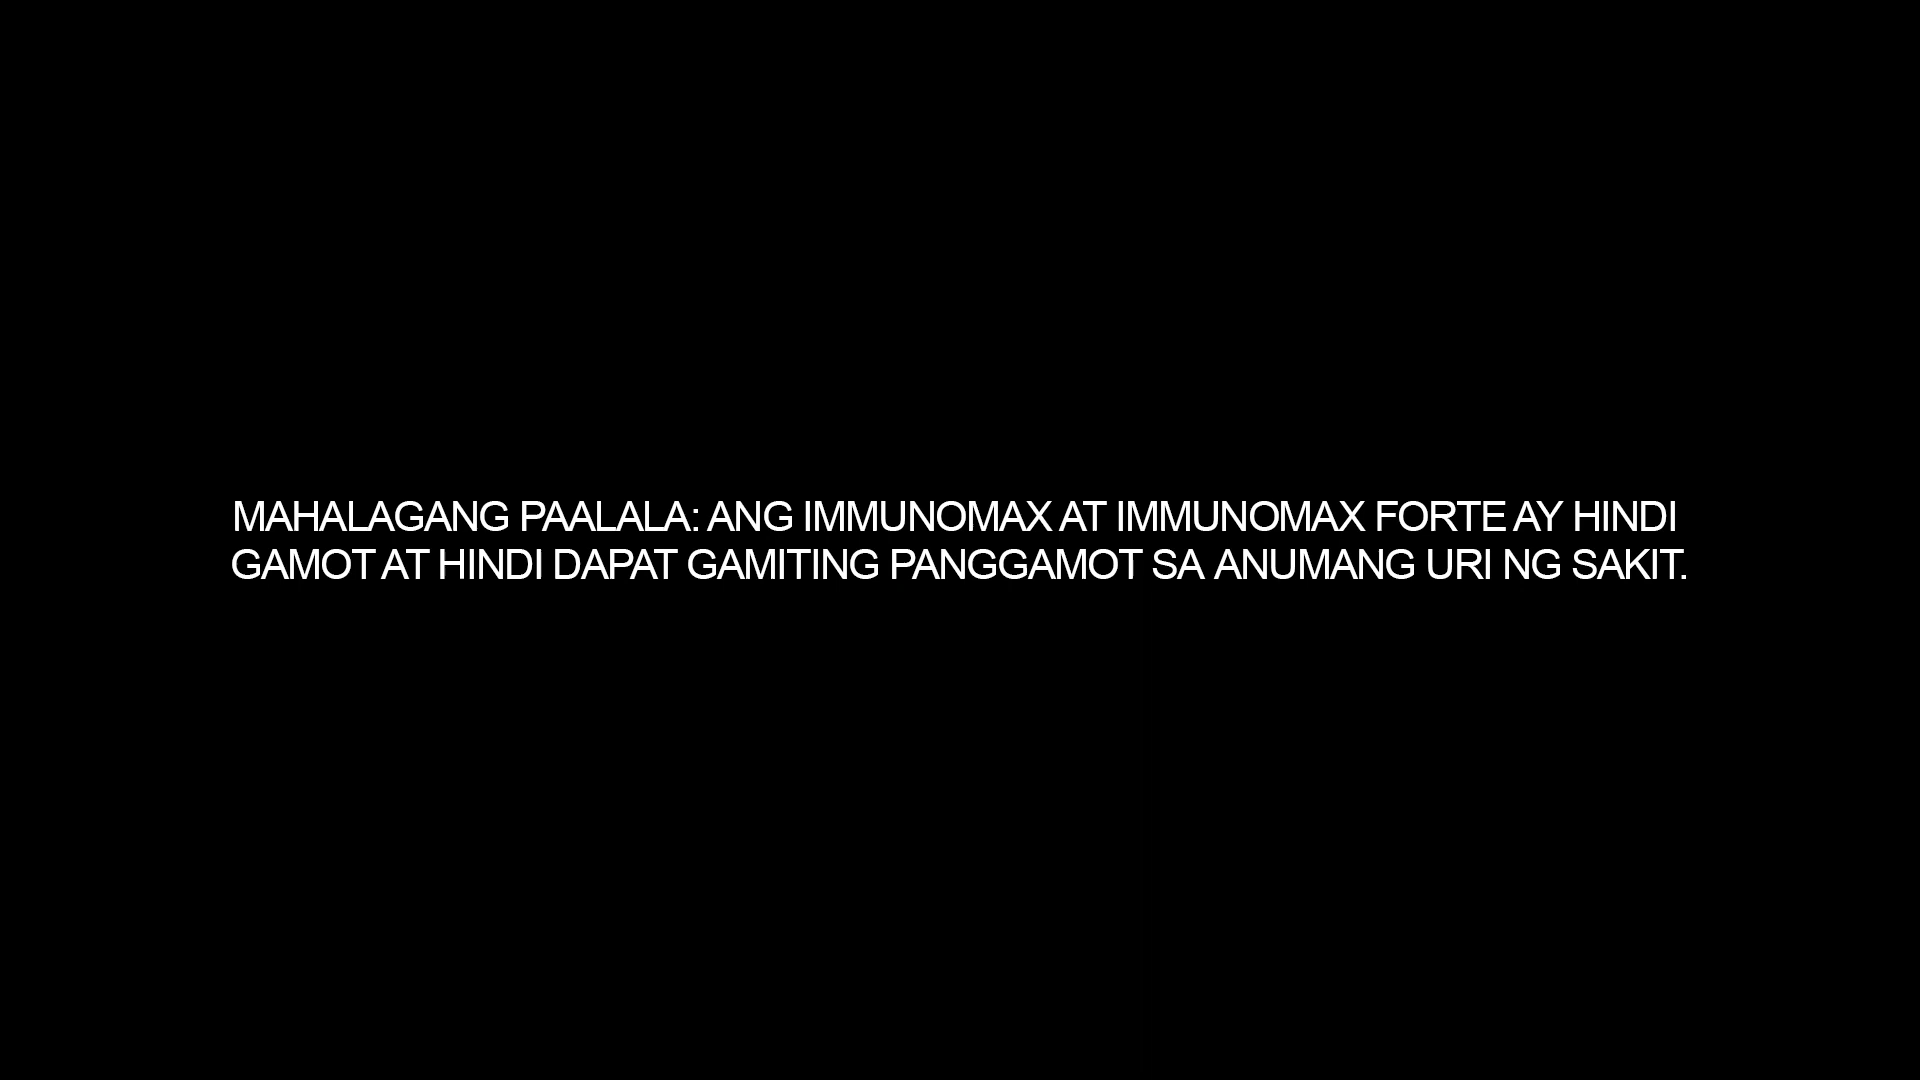 MAHALAGANG PAALALA: ANG IMMUNOMAX AT IMMUNOMAX FORTE AY HINDI
GAMOT AT HINDI DAPAT GAMITING PANGGAMOT SA ANUMANG URI NG SAKIT.